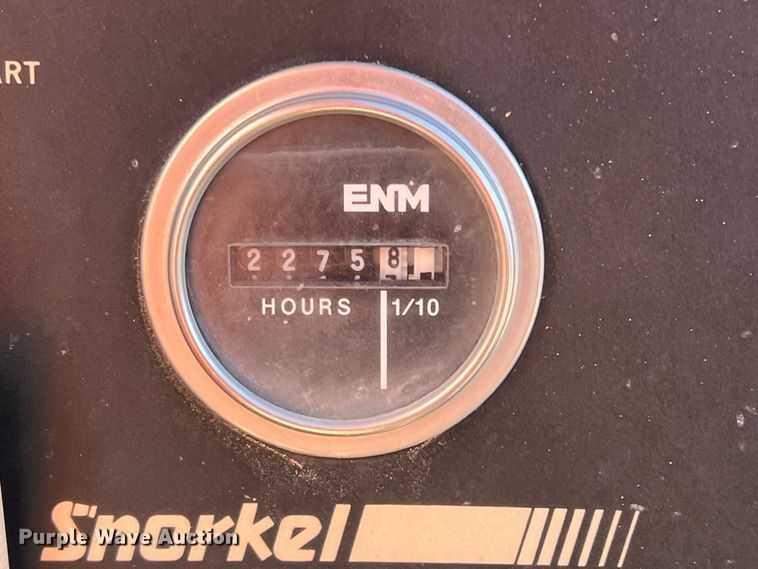 ART
ENM
2 2 7 5 8
HOURS 1/10
Snorkel
Purple Wave Auction